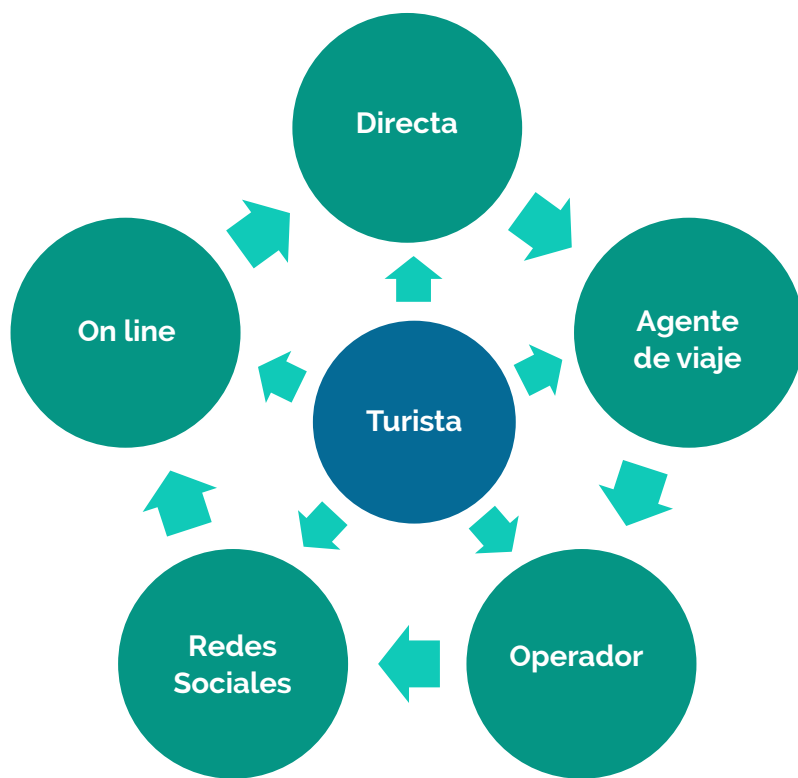 Directa
Agente
de viaje
Operador
Redes
Sociales
On line
Turista